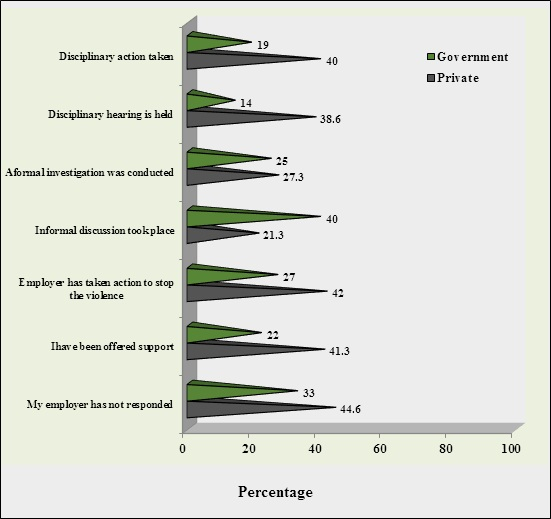 Government
Private
Disciplinary action taken
19
40
Disciplinary hearing is held
14
38.6
Aformal investigation was conducted
25
27.3
Informal discussion took place
40
21.3
Employer has taken action to stop
the violence
27
42
Ihave been offered support
22
41.3
My employer has not responded
33
44.6
0 20 40 60 80 100
Percentage